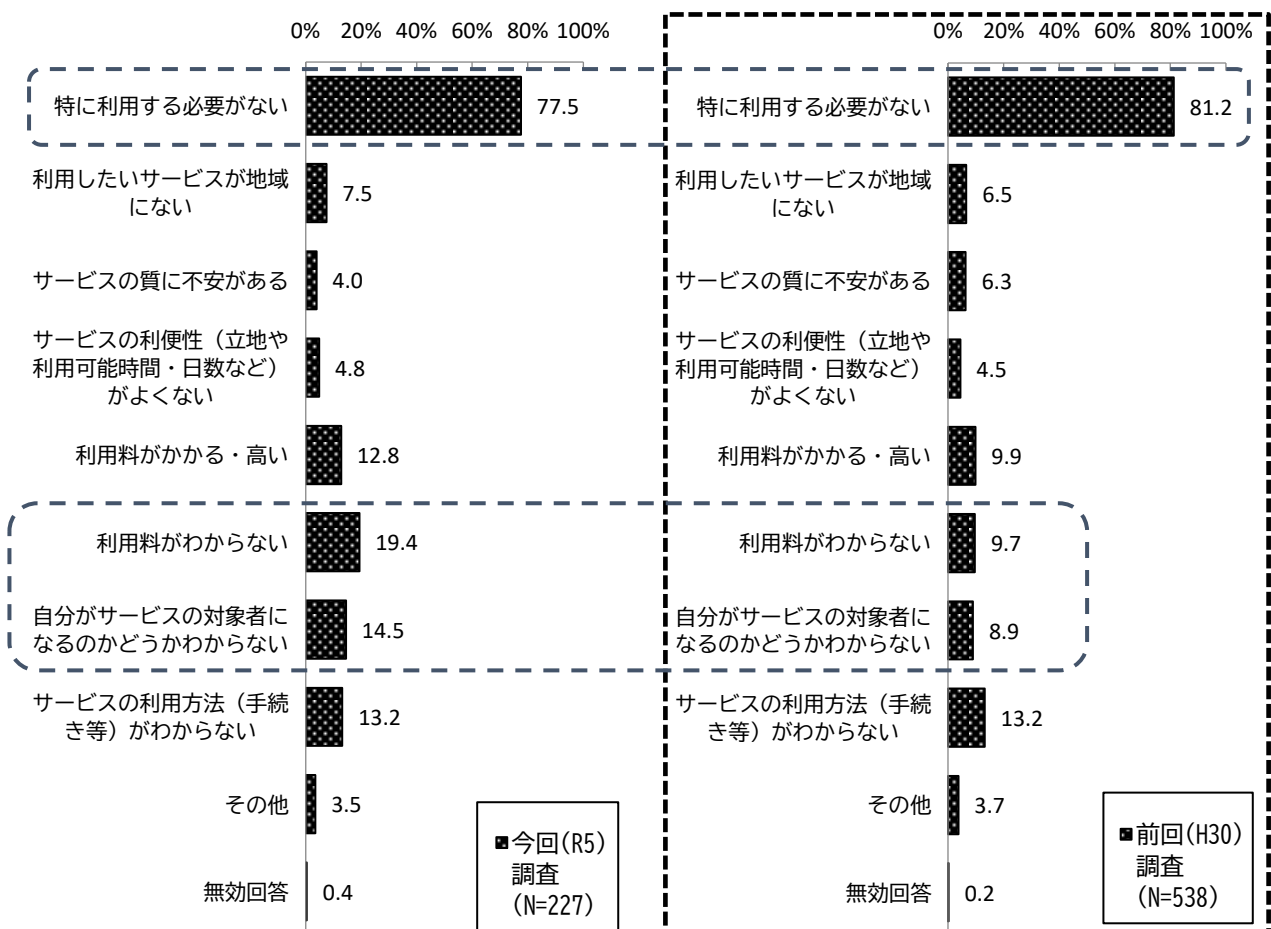 0% 20% 40% 60% 80% 100%
特に利用する必要がない 77.5
利用したいサービスが地域
にない
7.5
サービスの質に不安がある 4.0
サービスの利便性（立地や
利用可能時間・日数など）
がよくない
4.8
利用料がかかる・高い 12.8
利用料がわからない 19.4
自分がサービスの対象者に
なるのかどうかわからない
14.5
サービスの利用方法（手続
き等）がわからない
13.2
その他 3.5
無効回答 0.4
今回(R5)
調査
(N=227)
0% 20% 40% 60% 80% 100%
特に利用する必要がない 81.2
利用したいサービスが地域
にない
6.5
サービスの質に不安がある 6.3
サービスの利便性（立地や
利用可能時間・日数など）
がよくない
4.5
利用料がかかる・高い 9.9
利用料がわからない 9.7
自分がサービスの対象者に
なるのかどうかわからない
8.9
サービスの利用方法（手続
き等）がわからない
13.2
その他 3.7
無効回答 0.2
前回(H30)
調査
(N=538)